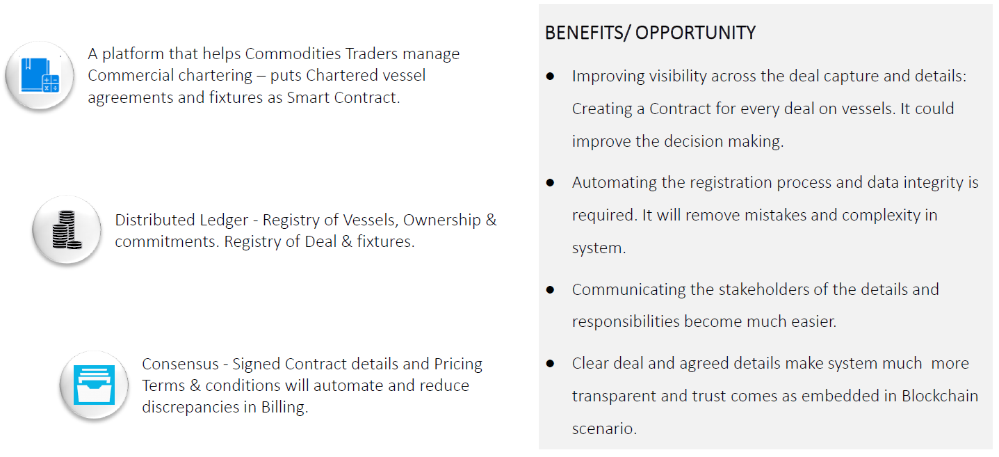 A platform that helps Commodities Traders manage
Commercial chartering – puts Chartered vessel
agreements and fixtures as Smart Contract.
Distributed Ledger - Registry of Vessels, Ownership &
commitments. Registry of Deal & fixtures.
Consensus - Signed Contract details and Pricing
Terms & conditions will automate and reduce
discrepancies in Billing.
BENEFITS/ OPPORTUNITY
● Improving visibility across the deal capture and details:
Creating a Contract for every deal on vessels. It could
improve the decision making.
● Automating the registration process and data integrity is
required. It will remove mistakes and complexity in
system.
● Communicating the stakeholders of the details and
responsibilities become much easier.
● Clear deal and agreed details make system much  more
transparent and trust comes as embedded in Blockchain
scenario.